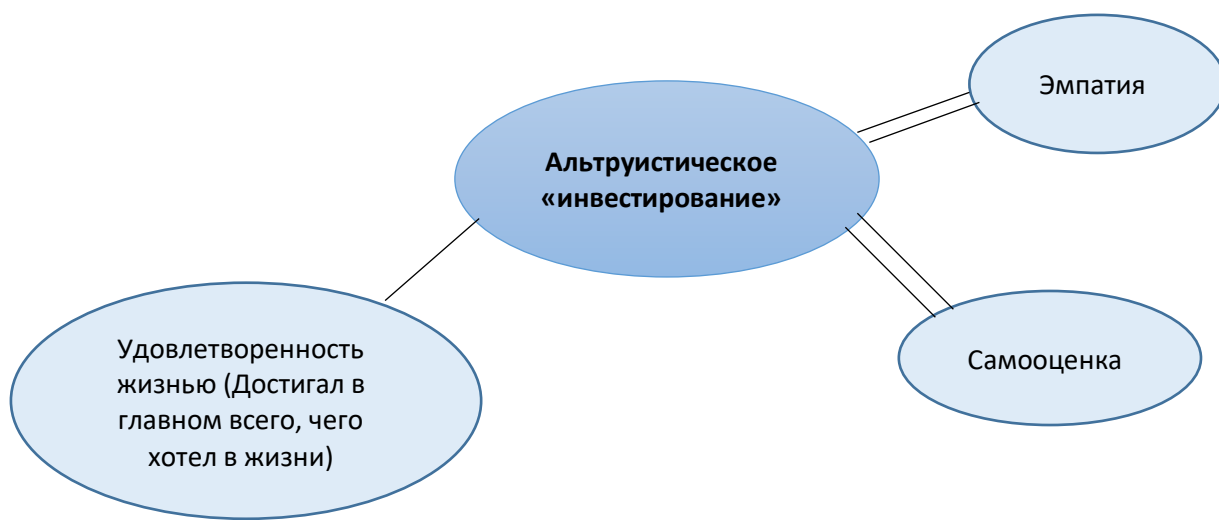 Эмпатия
Альтруистическое
«инвестирование»
Удовлетворенность
жизнью (Достигал в
главном всего, чего
хотел в жизни)
Самооценка